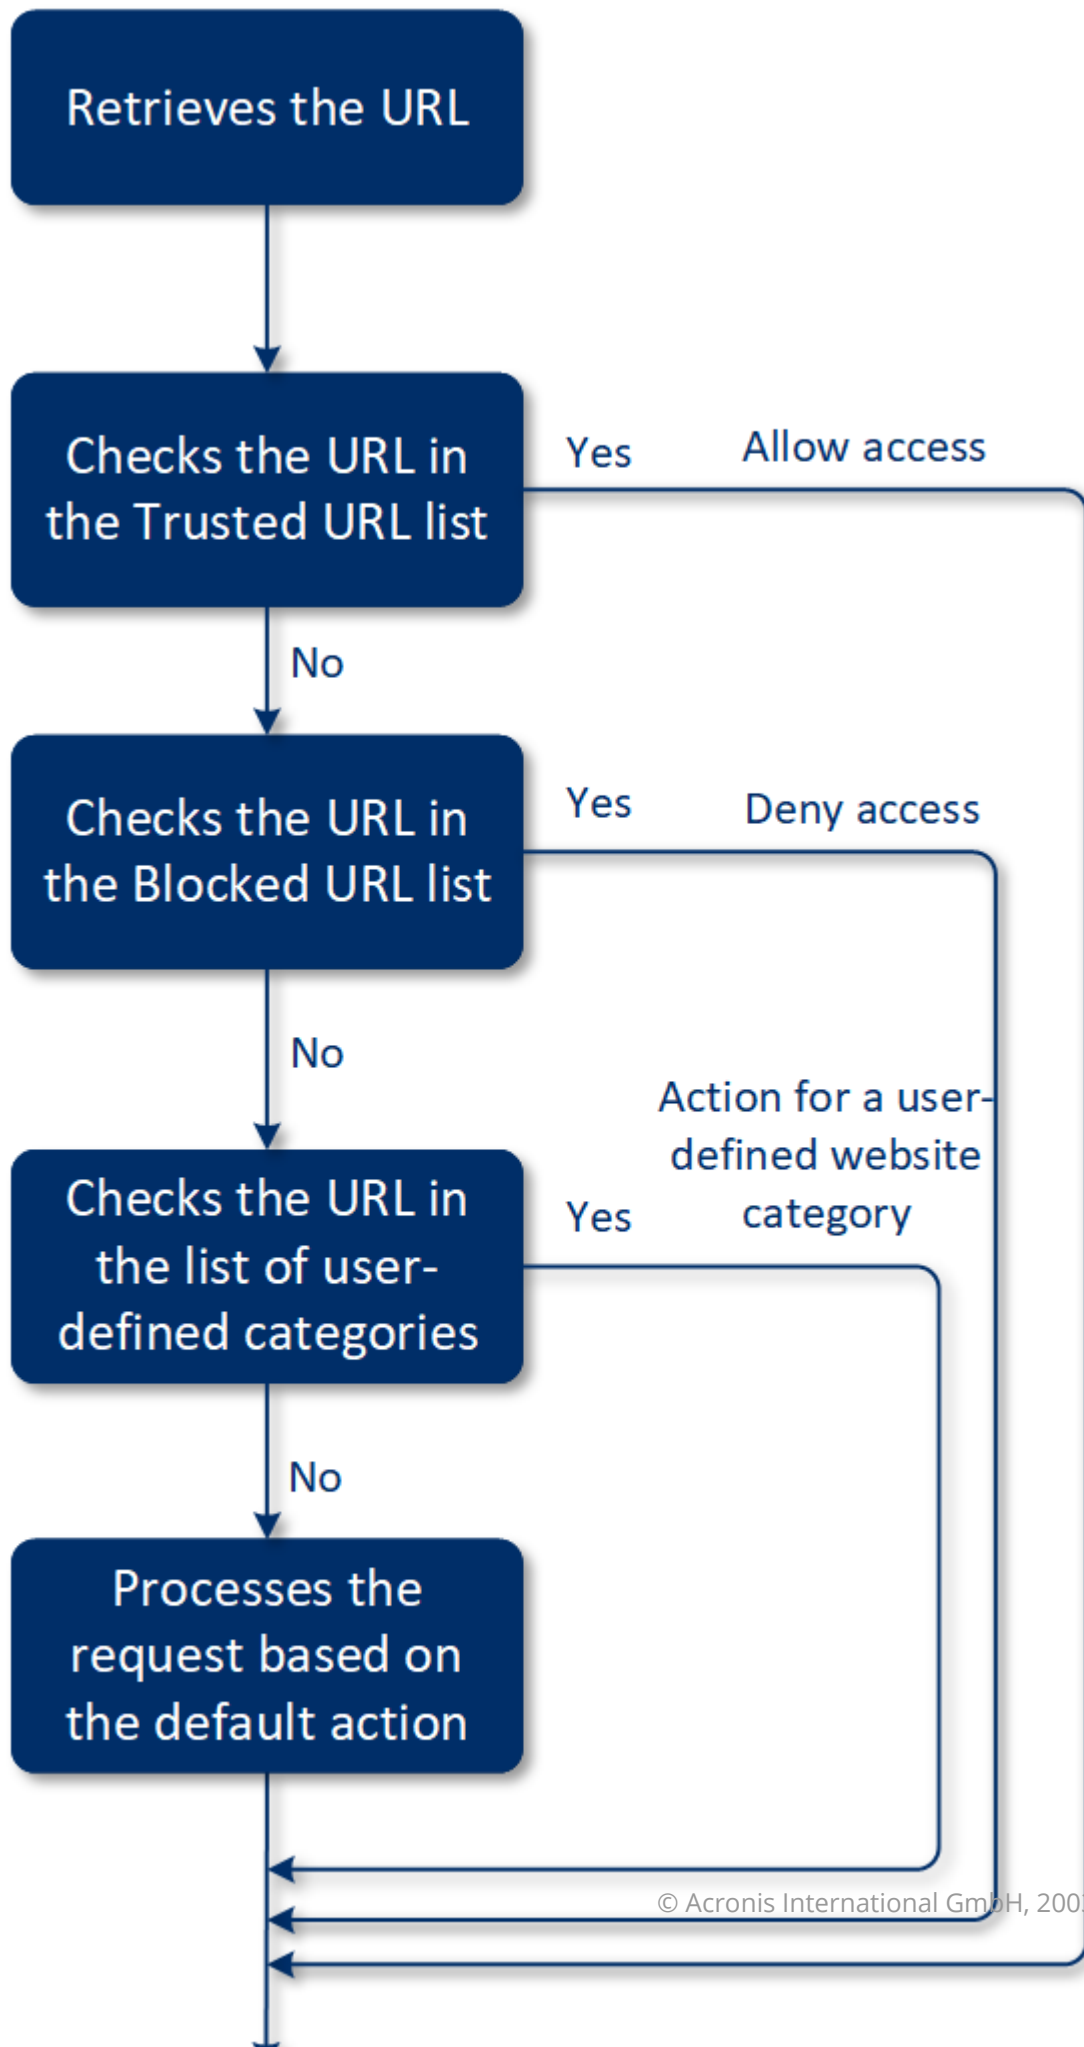 Retrieves the URL
Checks the URL in
the Trusted URL list
Yes
Allow access
No
Checks the URL in
the Blocked URL list
Yes
Deny access
No
Checks the URL in
the list of user-
defined categories
Yes
Action for a user-
defined website
category
No
Processes the
request based on
the default action
© Acronis International GmbH, 200